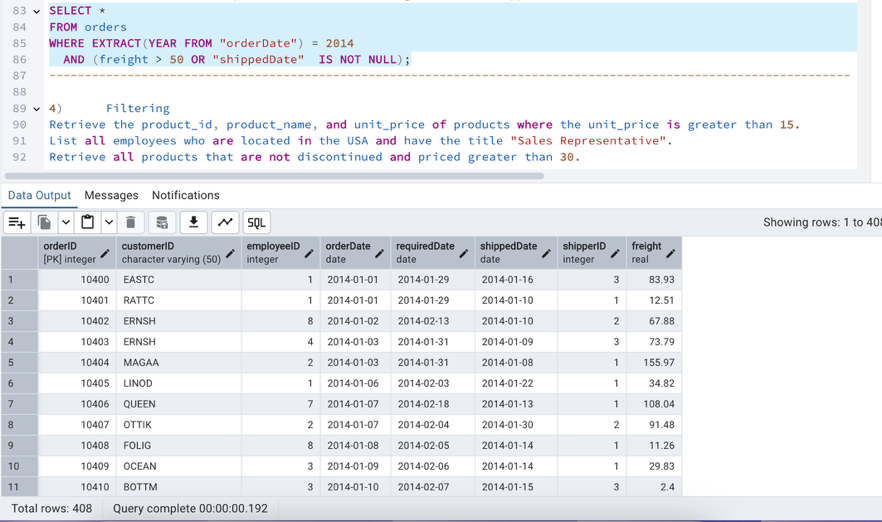 83 SELECT *
84 FROM orders
85 WHERE EXTRACT(YEAR FROM "orderDate") = 2014
86 AND (freight > 50 OR "shippedDate"  IS NOT NULL);
87 --------------------------------------------------------------------------------
88
89 4) Filtering
90 Retrieve the product_id, product_name, and unit_price of products where the unit_price is greater than 15.
91 List all employees who are located in the USA and have the title "Sales Representative".
92 Retrieve all products that are not discontinued and priced greater than 30.
Data Output Messages Notifications
SQL Showing rows: 1 to 408
orderID customerID employeeID orderDate requiredDate shippedDate shipperID freight
[PK] integer character varying (50) integer date date date integer real
1 10400 EASTC 1 2014-01-01 2014-01-29 2014-01-16 3 83.93
2 10401 RATTC 1 2014-01-01 2014-01-29 2014-01-10 1 12.51
3 10402 ERNSH 8 2014-01-02 2014-02-13 2014-01-10 2 67.88
4 10403 ERNSH 4 2014-01-03 2014-01-31 2014-01-09 3 73.79
5 10404 MAGAA 2 2014-01-03 2014-01-31 2014-01-08 1 155.97
6 10405 LINOD 1 2014-01-06 2014-02-03 2014-01-22 1 34.82
7 10406 QUEEN 7 2014-01-07 2014-02-18 2014-01-13 1 108.04
8 10407 OTTIK 2 2014-01-07 2014-02-04 2014-01-30 2 91.48
9 10408 FOLIG 8 2014-01-08 2014-02-05 2014-01-14 1 11.26
10 10409 OCEAN 3 2014-01-09 2014-02-06 2014-01-14 1 29.83
11 10410 BOTTM 3 2014-01-10 2014-02-07 2014-01-15 3 2.4
Total rows: 408 Query complete 00:00:00.192